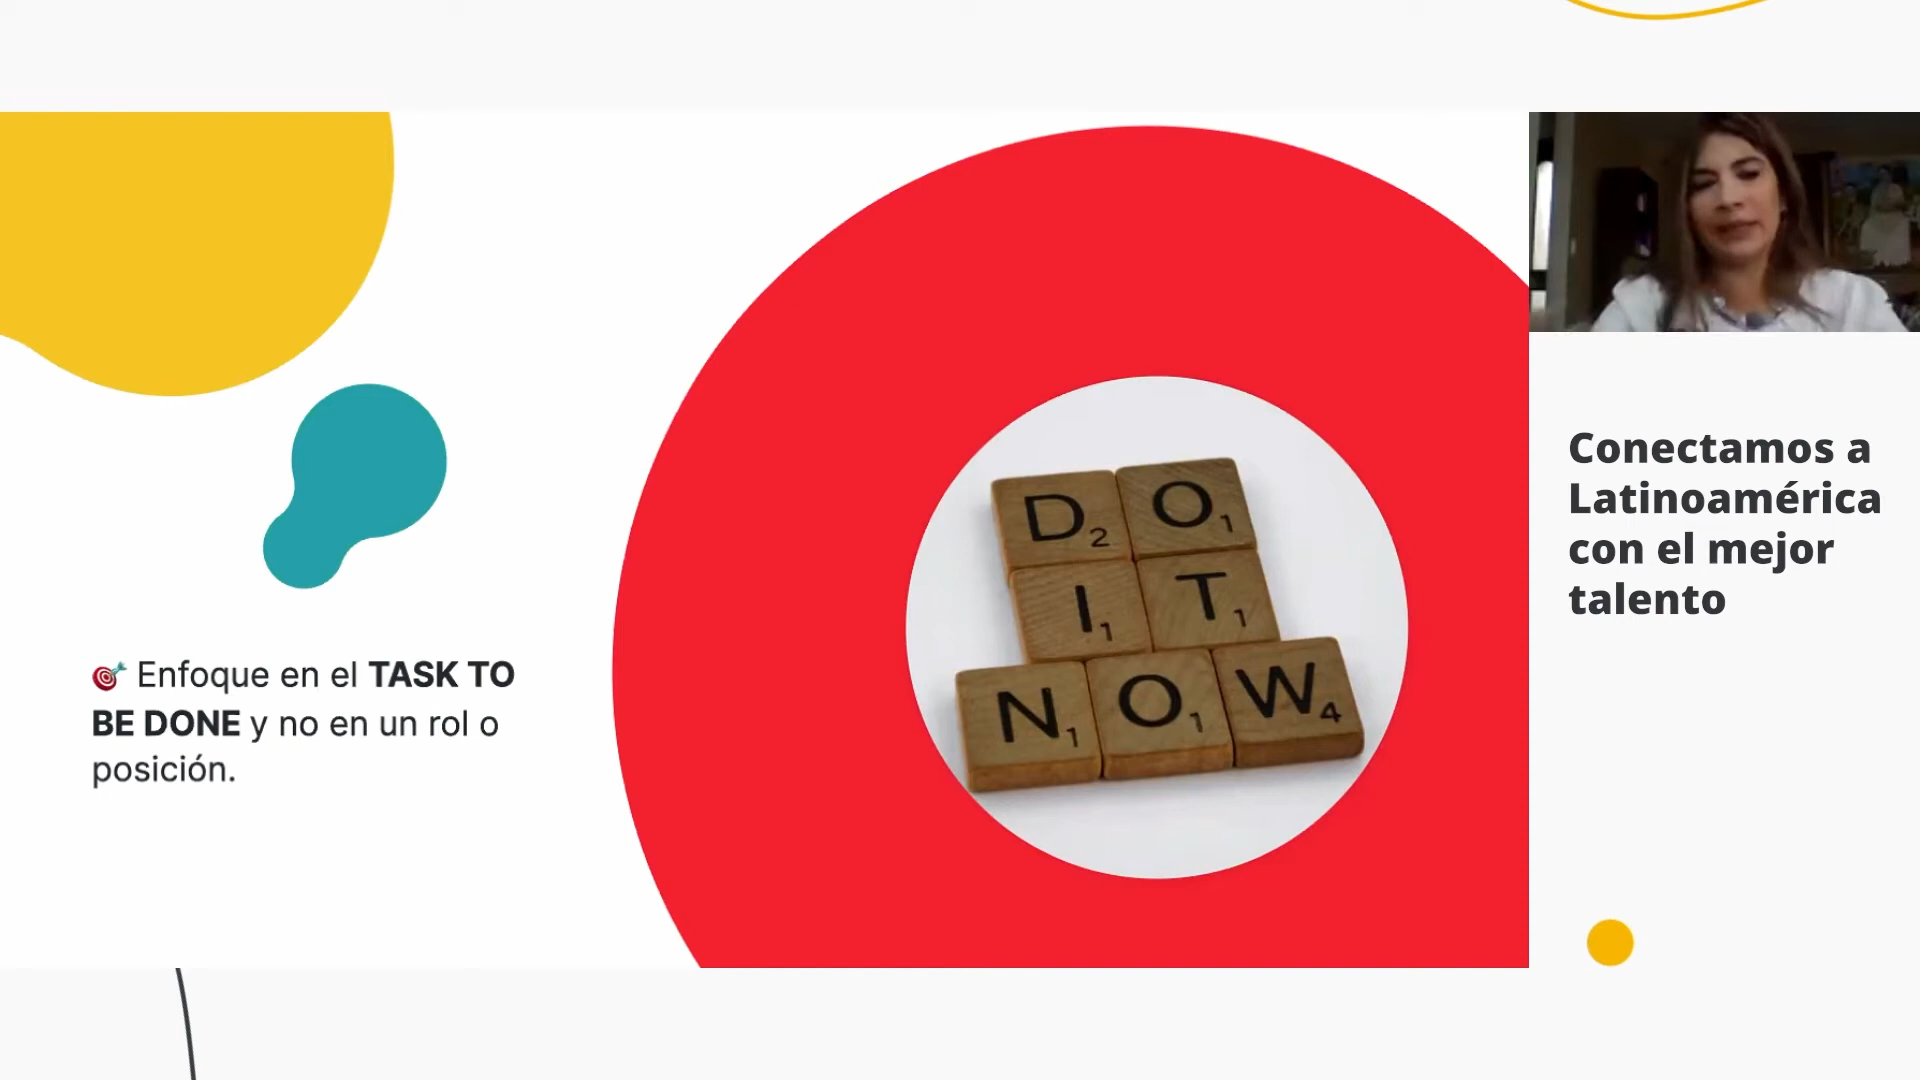 🎯 Enfoque en el TASK TO
BE DONE y no en un rol o
posición.
D2 O1
I1 T1
N1 O1 W4
Conectamos a
Latinoamérica
con el mejor
talento